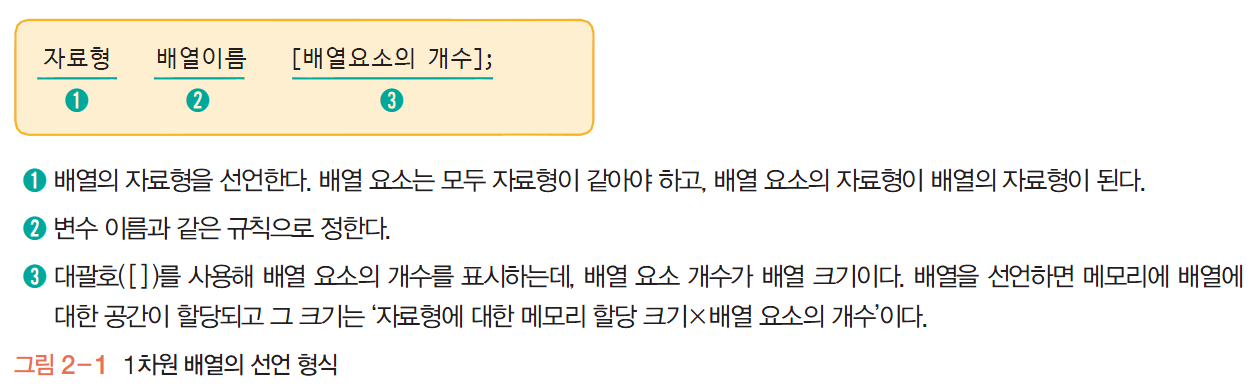 자료형 배열이름 [배열요소의 개수];
❶ ❷ ❸
❶ 배열의 자료형을 선언한다. 배열 요소는 모두 자료형이 같아야 하고, 배열 요소의 자료형이 배열의 자료형이 된다.
❷ 변수 이름과 같은 규칙으로 정한다.
❸ 대괄호([ ])를 사용해 배열 요소의 개수를 표시하는데, 배열 요소 개수가 배열 크기이다. 배열을 선언하면 메모리에 배열에
대한 공간이 할당되고 그 크기는 ‘자료형에 대한 메모리 할당 크기×배열 요소의 개수’이다.
그림 2-1 1차원 배열의 선언 형식